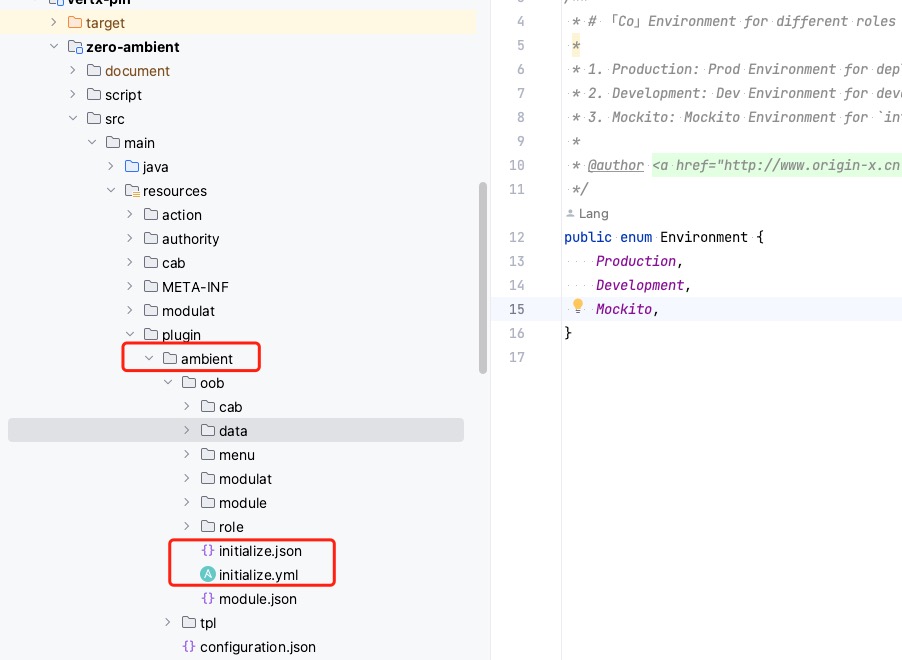 vertx-pin
target
zero-ambient
document
script
src
main
java
resources
action
authority
cab
META-INF
modulat
plugin
ambient
oob
cab
data
menu
modulat
module
role
{} initialize.json
A initialize.yml
{} module.json
tpl
{} configuration.json
4 * # 「Co」Environment for different roles
5 *
6 * 1. Production: Prod Environment for
7 * 2. Development: Dev Environment for
8 * 3. Mockito: Mockito Environment for
9 *
10 * @author <a href="http://www.origin-x.cn
11 */
Lang
12 public enum Environment {
13 Production,
14 Development,
15 Mockito,
16 }
17